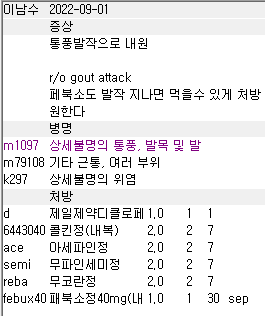 이남수 2022-09-01
증상
통풍발작으로 내원
r/o gout attack
페북소도 발작 지나면 먹을수 있게 처방
원한다
병명
m1097 상세불명의 통풍, 발목 및 발
m79108 기타 근통, 여러 부위
k297 상세불명의 위염
처방
d 제일제약디클로페 1,0 1 1
6443040 콜킨정(내복) 2,0 2 7
ace 아세파인정 2,0 2 7
semi 무파인세미정 2,0 2 7
reba 무코란정 2,0 2 7
febux40 페북소정40mg(내 1,0 1 30 sep